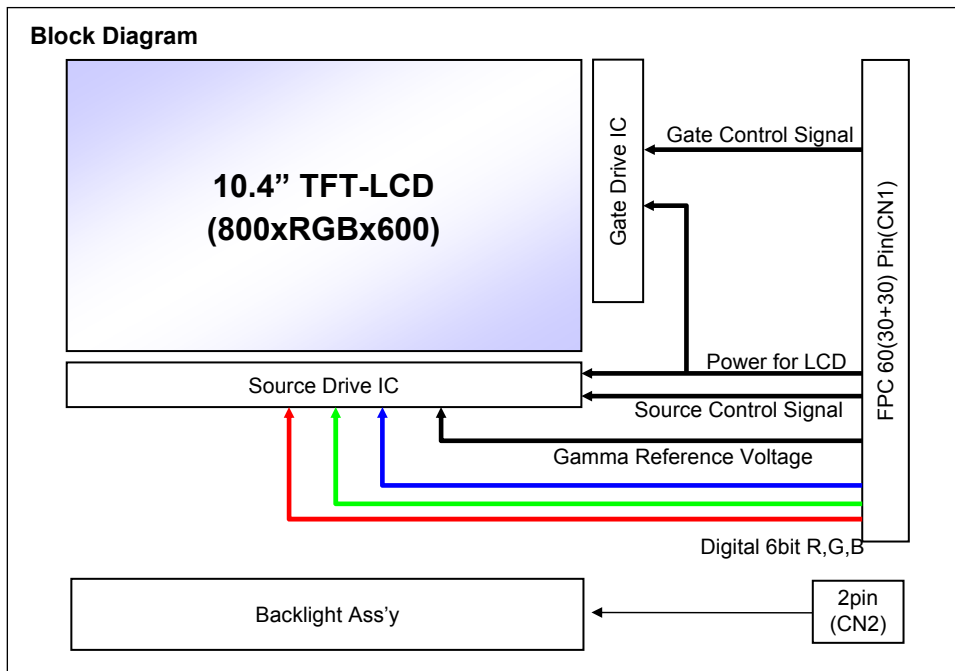 Block Diagram
10.4” TFT-LCD
(800xRGBx600)
Gate Drive IC
Gate Control Signal
FPC 60(30+30) Pin(CN1)
Power for LCD
Source Drive IC
Source Control Signal
Gamma Reference Voltage
Digital 6bit R,G,B
Backlight Ass’y
2pin
(CN2)